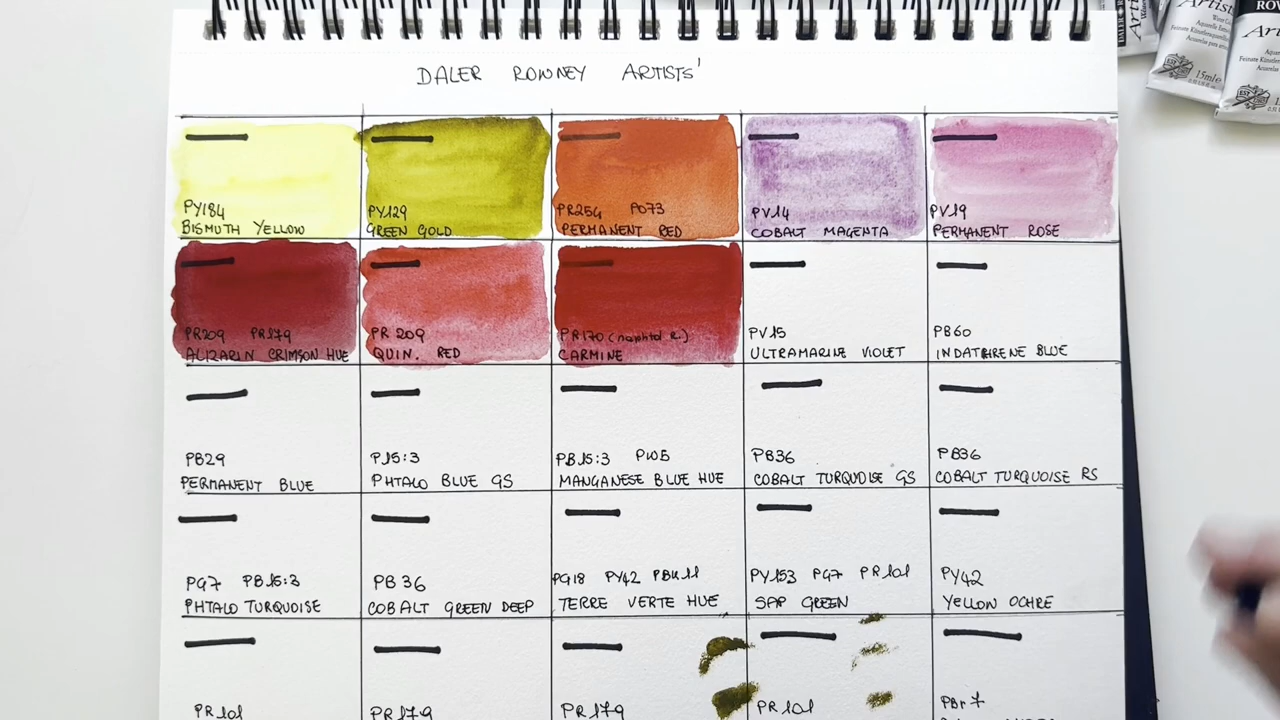 DALER ROWNEY ARTISTS'
PY184
BISMUTH YELLOW
PY129
GREEN GOLD
PR254 PO73
PERMANENT RED
PV14
COBALT MAGENTA
PV19
PERMANENT ROSE
PR209 PR179
ALIZARIN CRIMSON HUE
PR 209
QUIN. RED
PR170 (naphtol R.)
CARMINE
PV15
ULTRAMARINE VIOLET
PB60
INDATHRENE BLUE
PB29
PERMANENT BLUE
P15:3
PHTALO BLUE GS
PB15:3 PW5
MANGANESE BLUE HUE
PB36
COBALT TURQUOISE GS
PB36
COBALT TURQUOISE RS
PG7 PB15:3
PHTALO TURQUOISE
PB 36
COBALT GREEN DEEP
PG18 PY42 PBk11
TERRE VERTE HUE
PY153 PG7 PR101
SAP GREEN
PY42
YELLOW OCHRE
PR101
PR179
PR179
PR101
PBr7
15ml